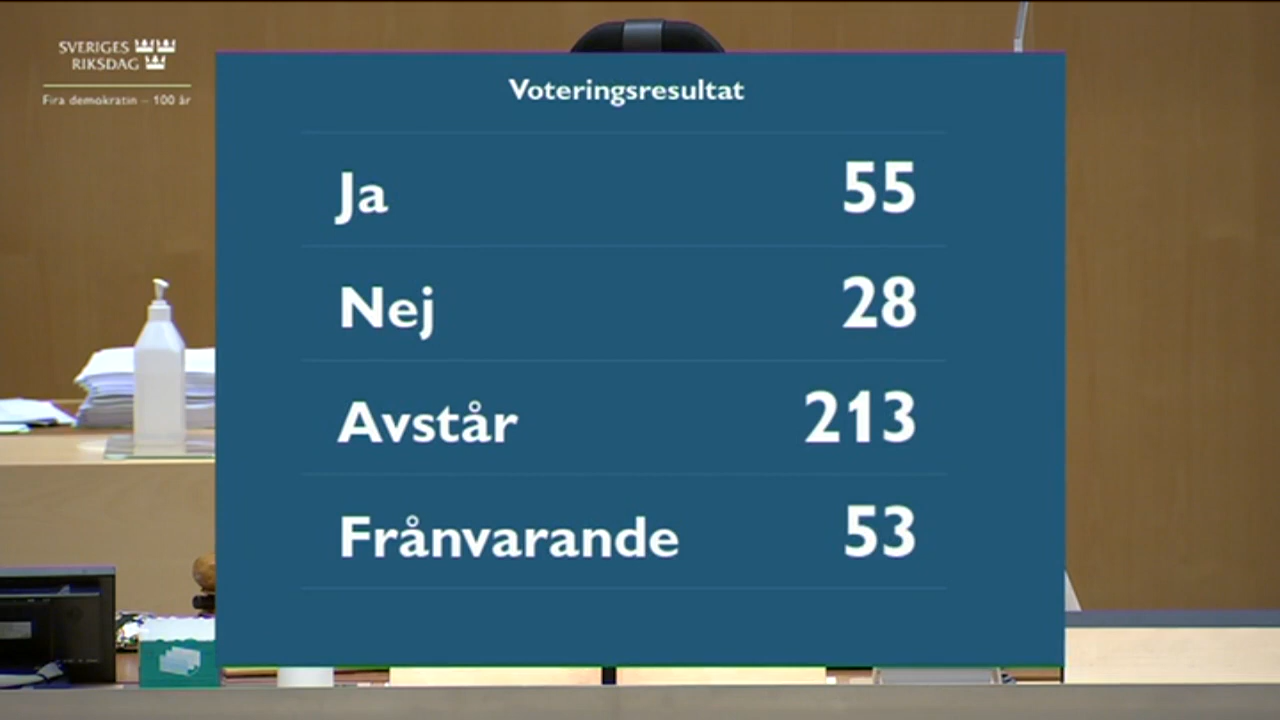 SVERIGES
RIKSDAG
Fira demokratin – 100 år
Voteringsresultat
Ja 55
Nej 28
Avstår 213
Frånvarande 53